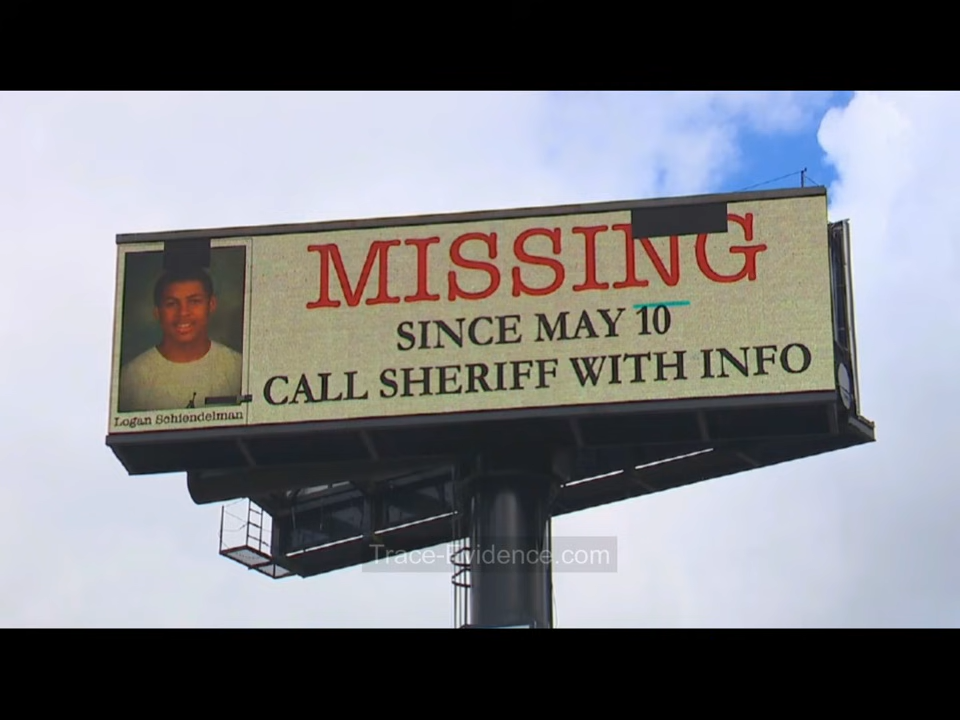 MISSING
SINCE MAY 10
CALL SHERIFF WITH INFO
Logan Schiendelman
Trace-Evidence.com